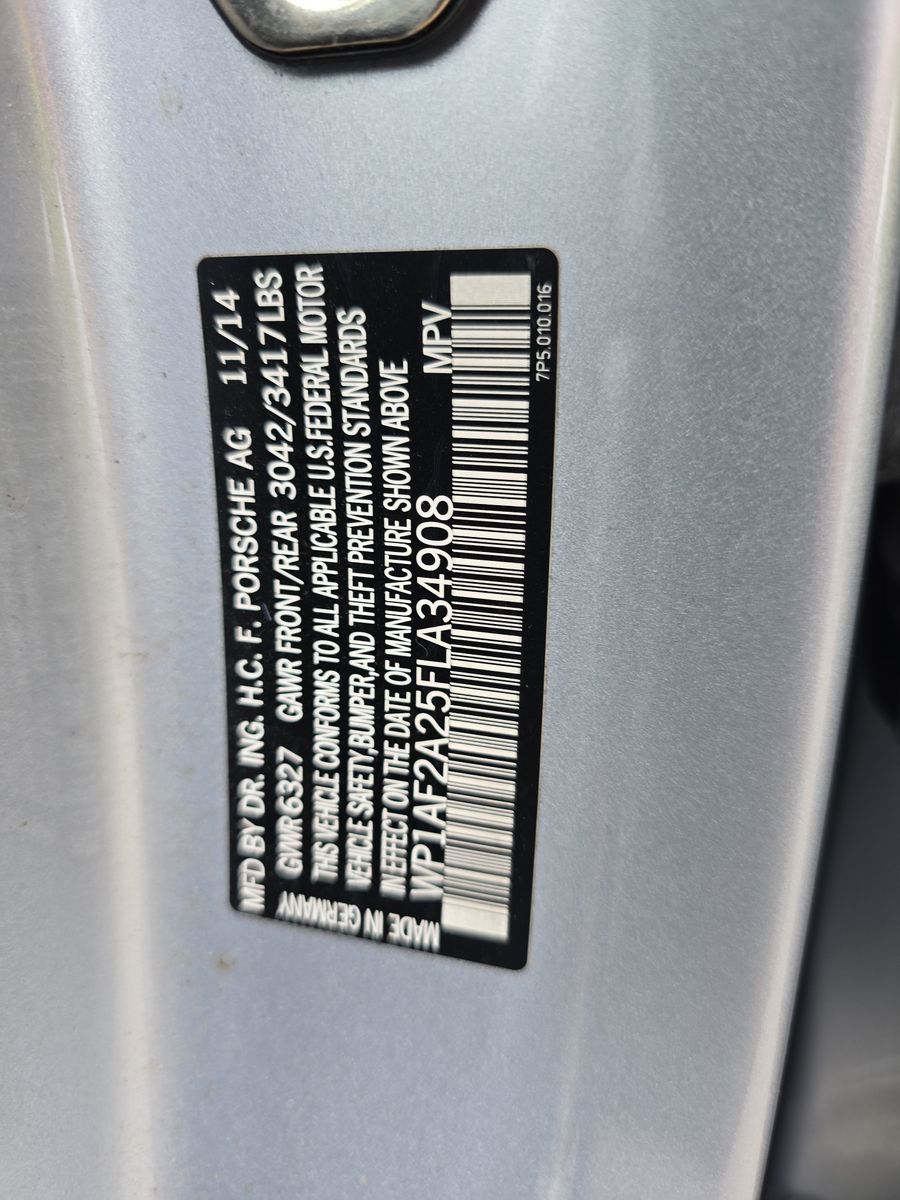 MFD BY DR. ING. H.C. F. PORSCHE AG 11/14
GVWR6327 GAWR FRONT/REAR 3042/3417LBS
THIS VEHICLE CONFORMS TO ALL APPLICABLE U.S.FEDERAL MOTOR
VEHICLE SAFETY,BUMPER,AND THEFT PREVENTION STANDARDS
IN EFFECT ON THE DATE OF MANUFACTURE SHOWN ABOVE
WP1AF2A25FLA34908 MPV
MADE IN GERMANY
7P5.010.016